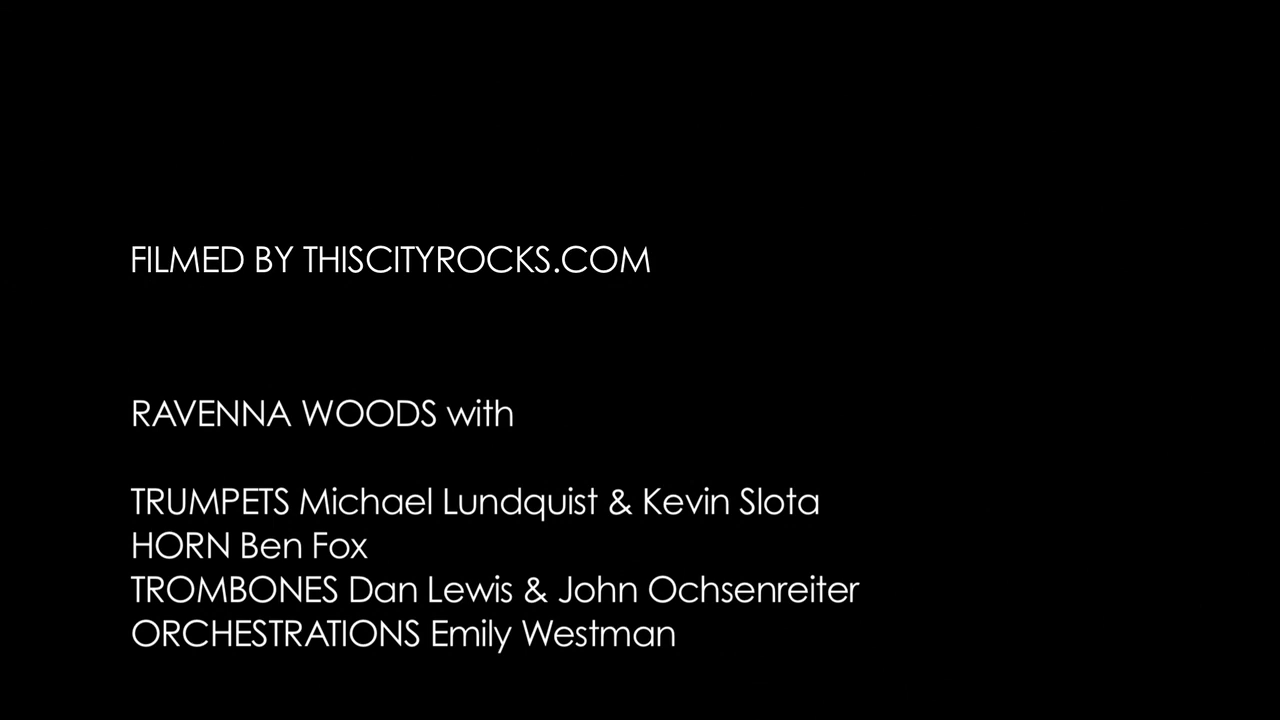 FILMED BY THISCITYROCKS.COM
RAVENNA WOODS with
TRUMPETS Michael Lundquist & Kevin Slota
HORN Ben Fox
TROMBONES Dan Lewis & John Ochsenreiter
ORCHESTRATIONS Emily Westman